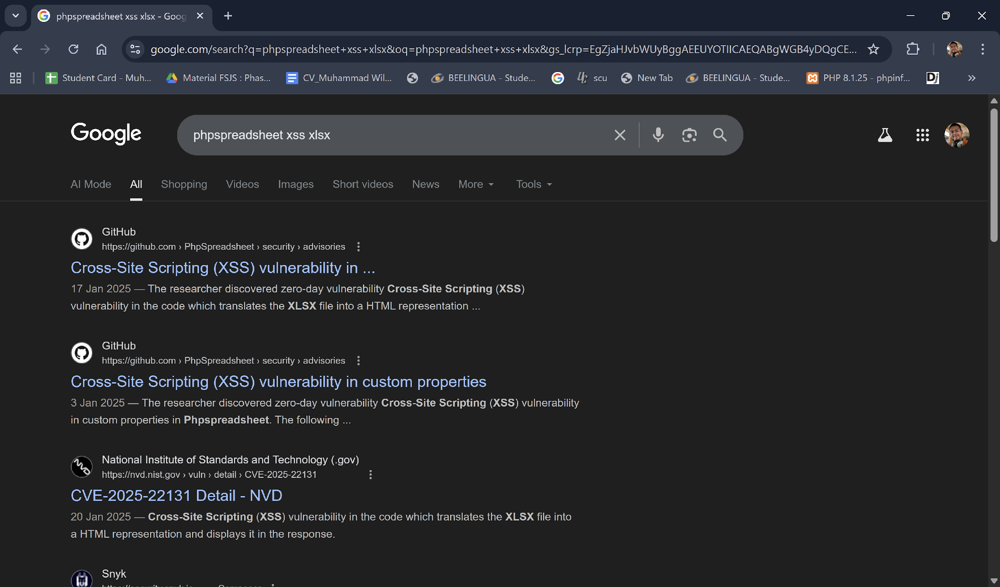 phpspreadsheet xss xlsx - Goog
google.com/search?q=phpspreadsheet+xss+xlsx&oq=phpspreadsheet+xss+xlsx&gs_lcrp=EgZjaHJvbWUyBggAEEUYOTIICAEQABgWGB4yDQgCE...
Student Card - Muh...
Material FSJS : Phas...
CV_Muhammad Wil...
BEELINGUA - Stude...
scu
New Tab
BEELINGUA - Stude...
PHP 8.1.25 - phpinf...
Dj
Google
phpspreadsheet xss xlsx
AI Mode
All
Shopping
Videos
Images
Short videos
News
More
Tools
GitHub
https://github.com › PhpSpreadsheet › security › advisories
Cross-Site Scripting (XSS) vulnerability in ...
17 Jan 2025 — The researcher discovered zero-day vulnerability Cross-Site Scripting (XSS)
vulnerability in the code which translates the XLSX file into a HTML representation ...
GitHub
https://github.com › PhpSpreadsheet › security › advisories
Cross-Site Scripting (XSS) vulnerability in custom properties
3 Jan 2025 — The researcher discovered zero-day vulnerability Cross-Site Scripting (XSS) vulnerability
in custom properties in Phpspreadsheet. The following ...
NVD
National Institute of Standards and Technology (.gov)
https://nvd.nist.gov › vuln › detail › CVE-2025-22131
CVE-2025-22131 Detail - NVD
20 Jan 2025 — Cross-Site Scripting (XSS) vulnerability in the code which translates the XLSX file into
a HTML representation and displays it in the response.
Snyk